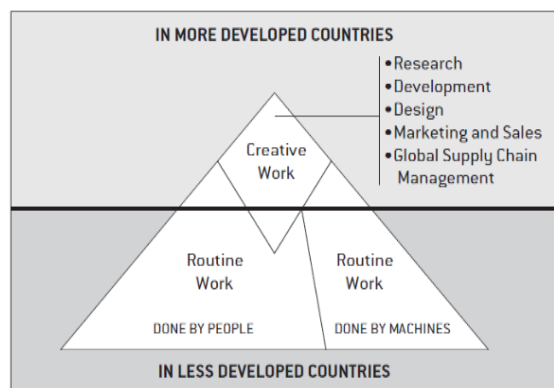 IN MORE DEVELOPED COUNTRIES
•Research
•Development
•Design
•Marketing and Sales
•Global Supply Chain
Management
Creative
Work
Routine
Work
DONE BY PEOPLE
Routine
Work
DONE BY MACHINES
IN LESS DEVELOPED COUNTRIES